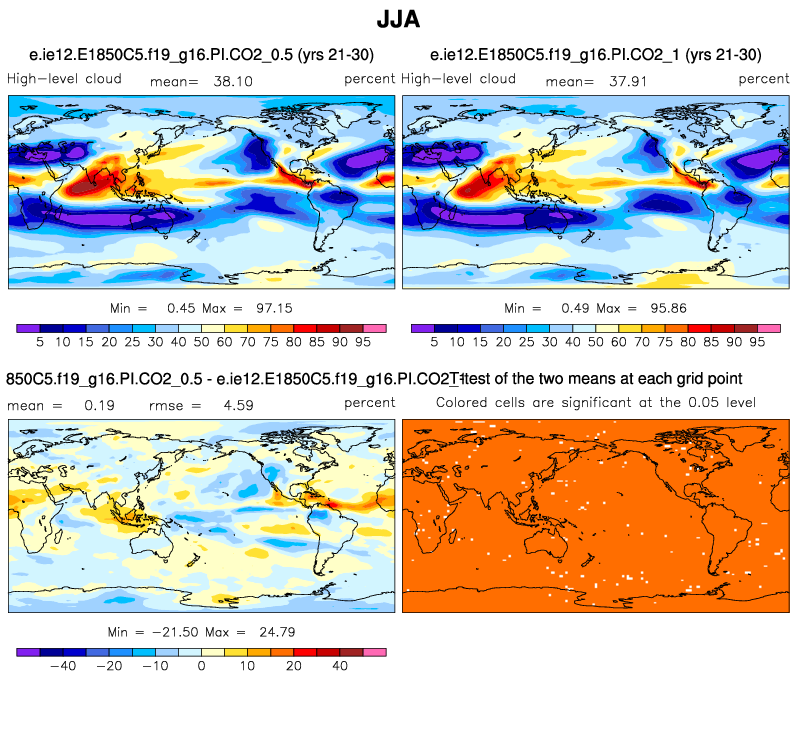 JJA
e.ie12.E1850C5.f19_g16.PI.CO2_0.5 (yrs 21-30)
e.ie12.E1850C5.f19_g16.PI.CO2_1 (yrs 21-30)
High-level cloud mean= 38.10 percent
High-level cloud mean= 37.91 percent
Min = 0.45 Max = 97.15
Min = 0.49 Max = 95.86
5 10 15 20 25 30 40 50 60 70 75 80 85 90 95
5 10 15 20 25 30 40 50 60 70 75 80 85 90 95
850C5.f19_g16.PI.CO2_0.5 - e.ie12.E1850C5.f19_g16.PI.CO2_
T-test of the two means at each grid point
mean = 0.19 rmse = 4.59 percent
Colored cells are significant at the 0.05 level
Min = -21.50 Max = 24.79
-40 -20 -10 0 10 20 40